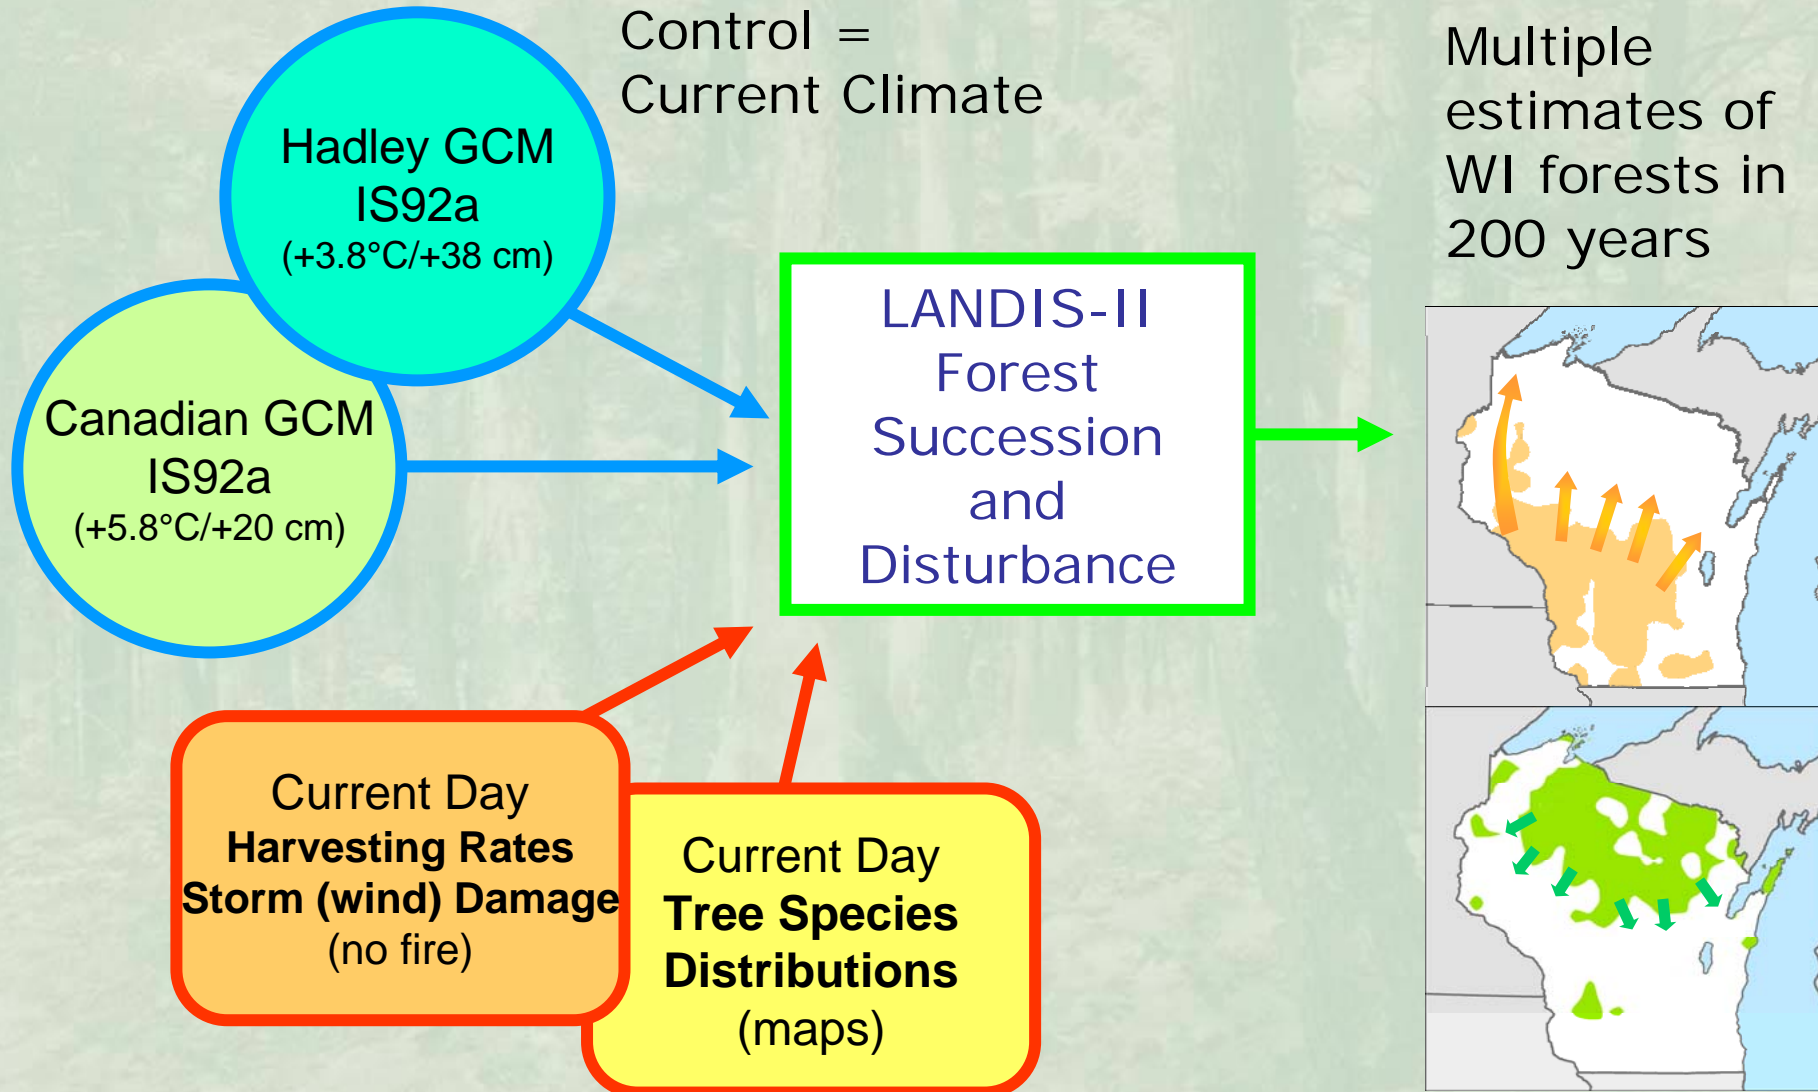 Control =
Current Climate
Multiple
estimates of
WI forests in
200 years
Hadley GCM
IS92a
(+3.8°C/+38 cm)
Canadian GCM
IS92a
(+5.8°C/+20 cm)
LANDIS-II
Forest
Succession
and
Disturbance
Current Day
Harvesting Rates
Storm (wind) Damage
(no fire)
Current Day
Tree Species
Distributions
(maps)